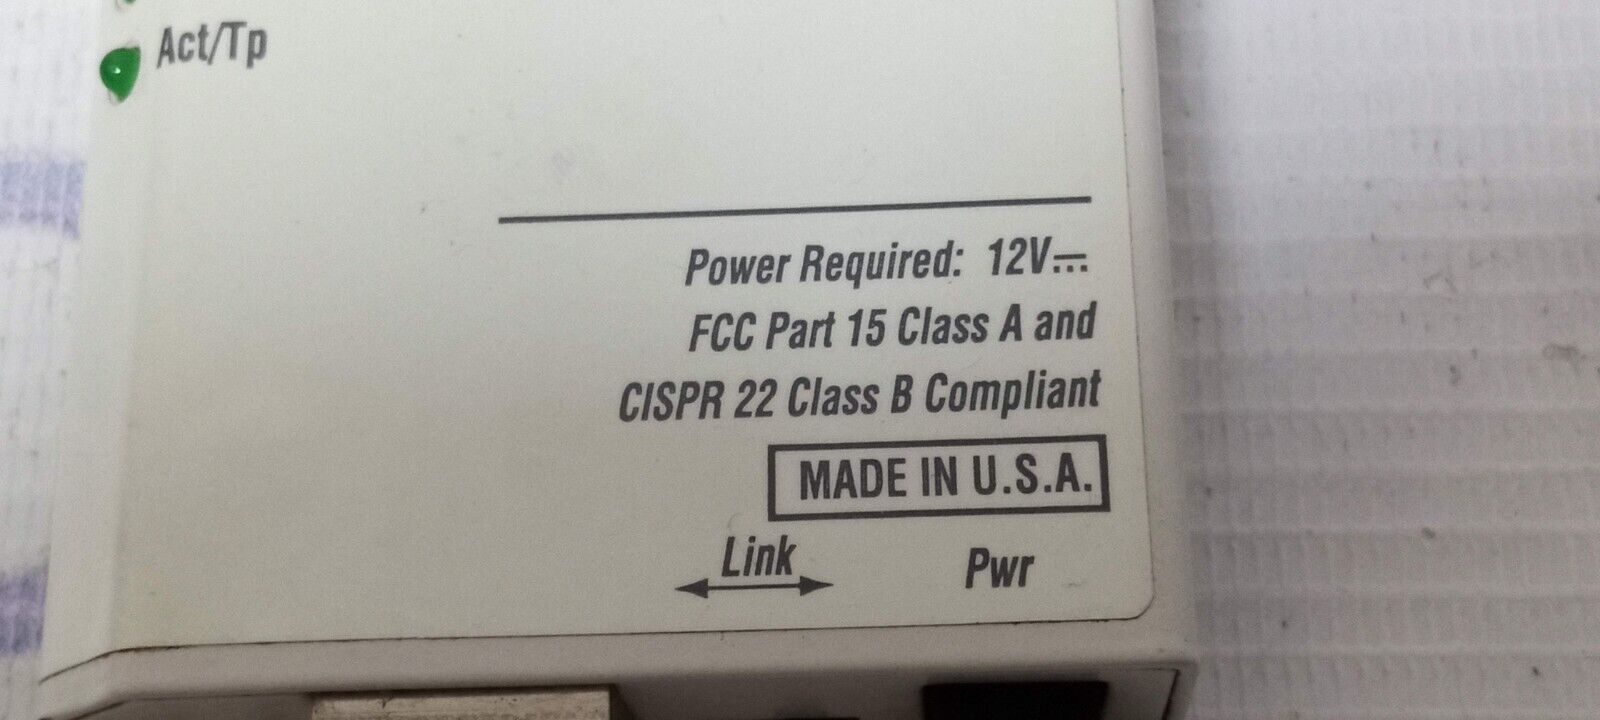 Act/Tp
Power Required: 12V⎓
FCC Part 15 Class A and
CISPR 22 Class B Compliant
MADE IN U.S.A.
Link
Pwr